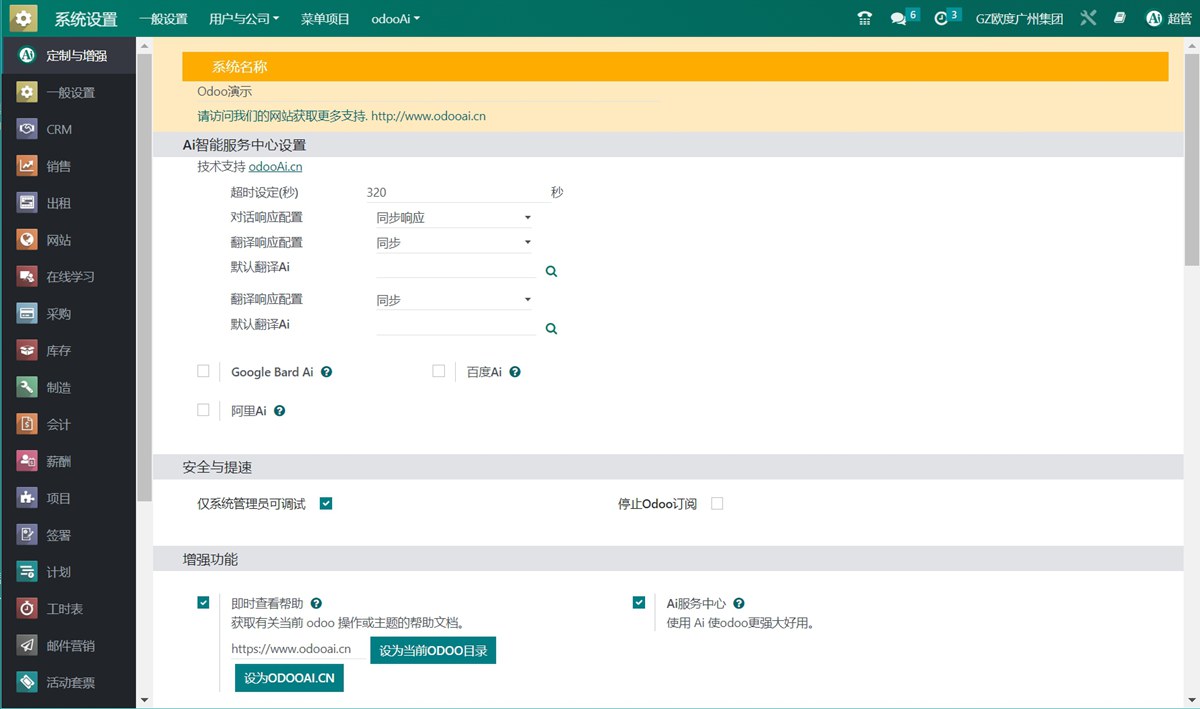 系统设置 一般设置 用户与公司 菜单项目 odooAi 6 3 GZ欧度广州集团 Ai 超管
Ai 定制与增强
一般设置
CRM
销售
出租
网站
在线学习
采购
库存
制造
会计
薪酬
项目
签署
计划
工时表
邮件营销
活动套票
系统名称
Odoo演示
请访问我们的网站获取更多支持. http://www.odooai.cn
Ai智能服务中心设置
技术支持 odooAi.cn
超时设定(秒) 320 秒
对话响应配置 同步响应
翻译响应配置 同步
默认翻译Ai
翻译响应配置 同步
默认翻译Ai
Google Bard Ai ? 百度Ai ?
阿里Ai ?
安全与提速
仅系统管理员可调试 停止Odoo订阅
增强功能
即时查看帮助 ? Ai服务中心 ?
获取有关当前 odoo 操作或主题的帮助文档。 使用 Ai 使odoo更强大好用。
https://www.odooai.cn 设为当前ODOO目录
设为ODOOAI.CN